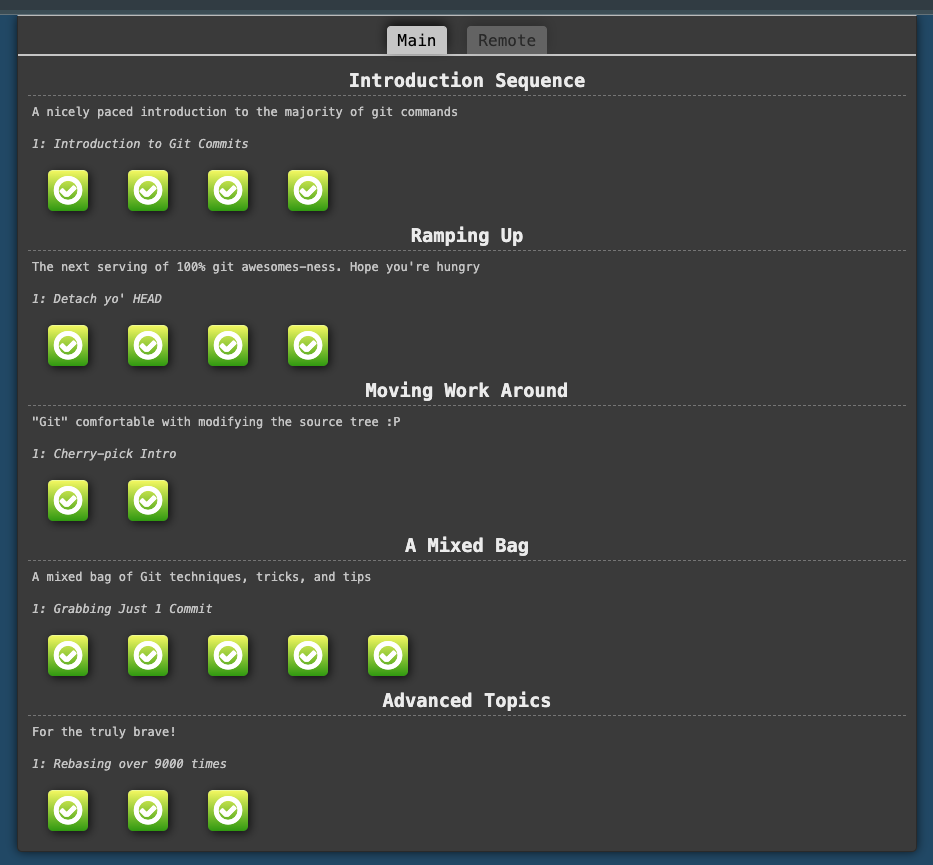 Main Remote
Introduction Sequence
A nicely paced introduction to the majority of git commands
1: Introduction to Git Commits
Ramping Up
The next serving of 100% git awesomes-ness. Hope you're hungry
1: Detach yo' HEAD
Moving Work Around
"Git" comfortable with modifying the source tree :P
1: Cherry-pick Intro
A Mixed Bag
A mixed bag of Git techniques, tricks, and tips
1: Grabbing Just 1 Commit
Advanced Topics
For the truly brave!
1: Rebasing over 9000 times